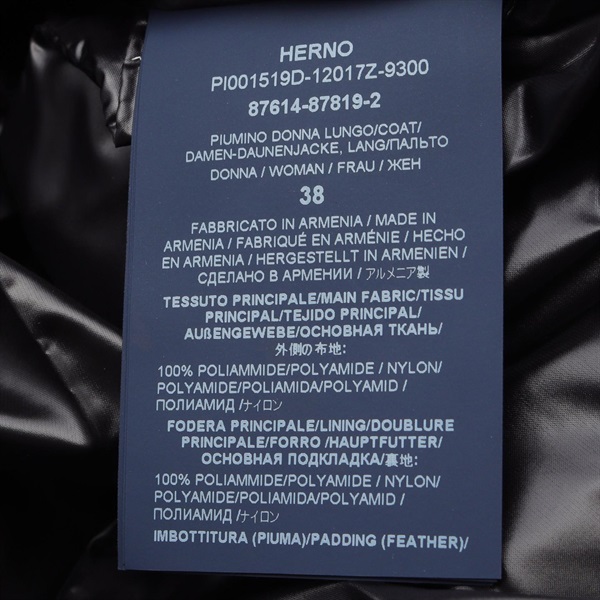 HERNO
PI001519D-12017Z-9300
87614-87819-2
PIUMINO DONNA LUNGO/COAT/
DAMEN-DAUNENJACKE, LANG/ПАЛЬТО
DONNA / WOMAN / FRAU / ЖЕН
38
FABBRICATO IN ARMENIA / MADE IN
ARMENIA / FABRIQUÉ EN ARMÉNIE / HECHO
EN ARMENIA / HERGESTELLT IN ARMENIEN /
СДЕЛАНО В АРМЕНИИ / アルメニア製
TESSUTO PRINCIPALE/MAIN FABRIC/TISSU
PRINCIPAL/TEJIDO PRINCIPAL/
AUßENGEWEBE/ОСНОВНАЯ ТКАНЬ/
外側の布地:
100% POLIAMMIDE/POLYAMIDE / NYLON/
POLYAMIDE/POLIAMIDA/POLYAMID /
ПОЛИАМИД /ナイロン
FODERA PRINCIPALE/LINING/DOUBLURE
PRINCIPALE/FORRO /HAUPTFUTTER/
ОСНОВНАЯ ПОДКЛАДКА/裏地:
100% POLIAMMIDE/POLYAMIDE / NYLON/
POLYAMIDE/POLIAMIDA/POLYAMID /
ПОЛИАМИД /ナイロン
IMBOTTITURA (PIUMA)/PADDING (FEATHER)/